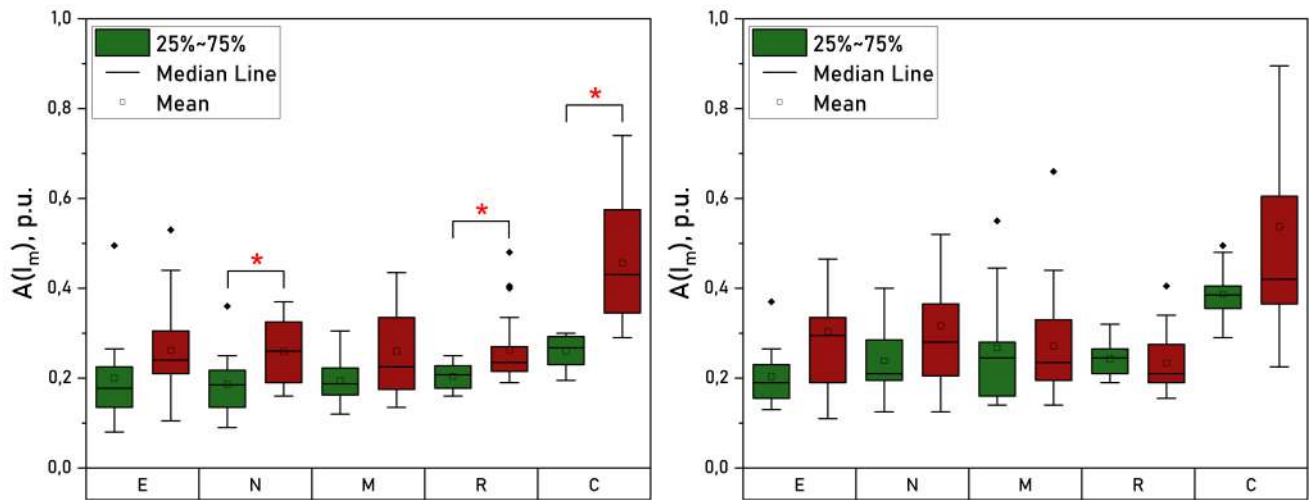 1,0
25%~75%
Median Line
Mean
0,8
0,6
0,4
0,2
0,0
A(Im), p.u.
*
*
*
E N M R C
1,0
25%~75%
Median Line
Mean
0,8
0,6
0,4
0,2
0,0
A(Im), p.u.
E N M R C